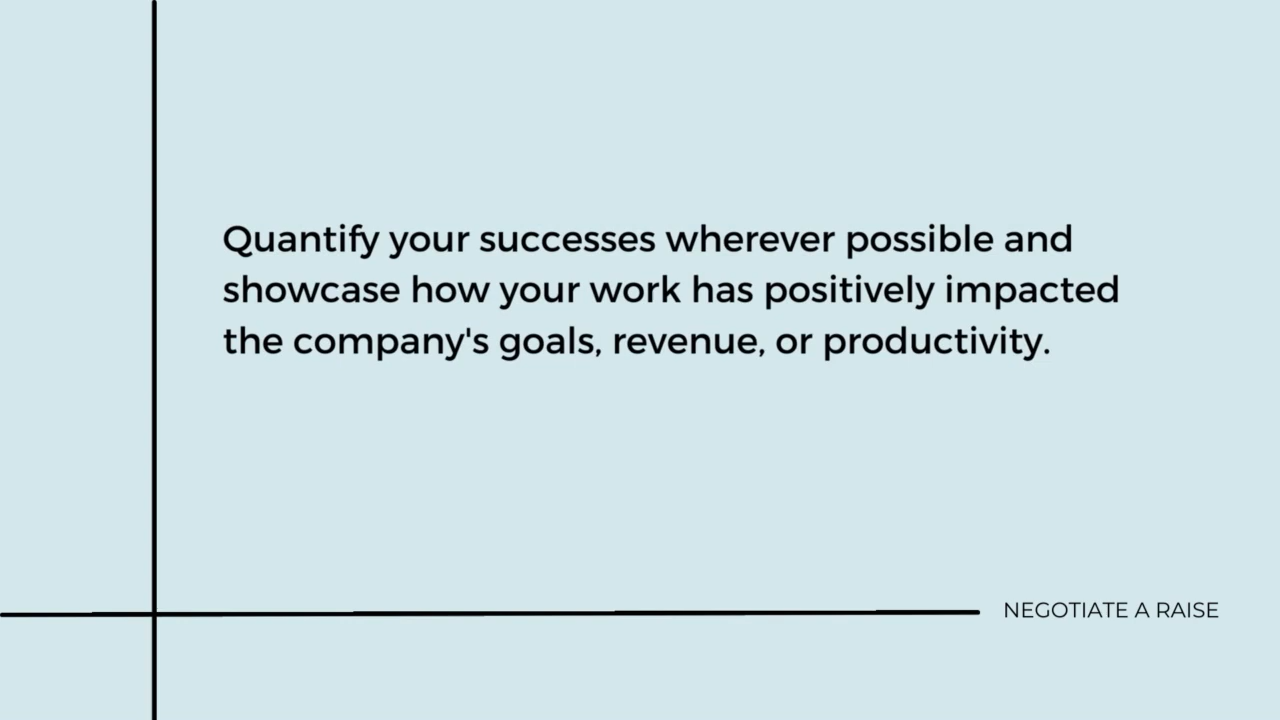 Quantify your successes wherever possible and
showcase how your work has positively impacted
the company's goals, revenue, or productivity.
NEGOTIATE A RAISE